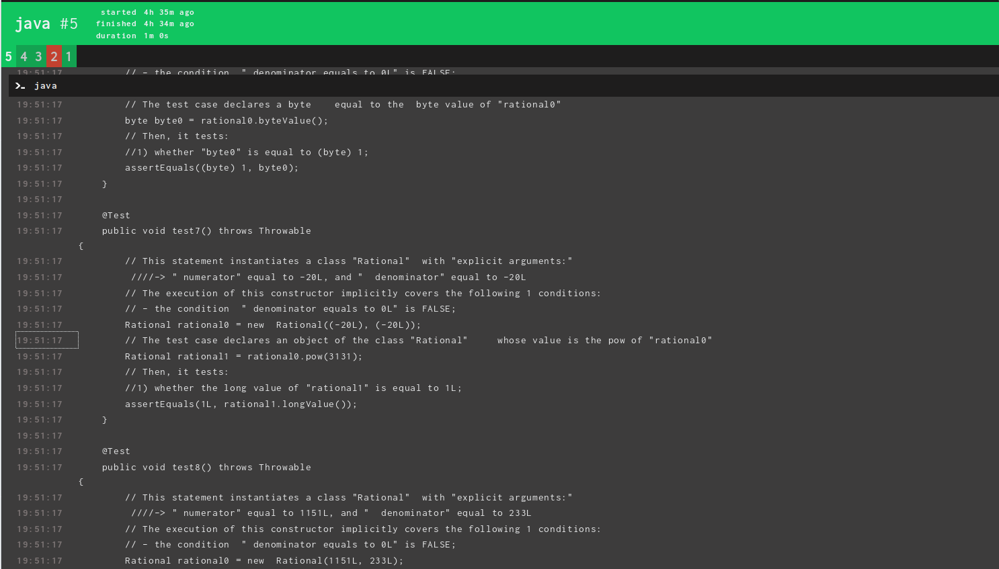 java #5
started 4h 35m ago
finished 4h 34m ago
duration 1m 0s
5 4 3 2 1
19:51:17 // – the condition " denominator equals to 0L" is FALSE;
>_ java
19:51:17 // The test case declares a byte equal to the byte value of "rational0"
19:51:17 byte byte0 = rational0.byteValue();
19:51:17 // Then, it tests:
19:51:17 //1) whether "byte0" is equal to (byte) 1;
19:51:17 assertEquals((byte) 1, byte0);
19:51:17 }
19:51:17
19:51:17 @Test
19:51:17 public void test7() throws Throwable
{
19:51:17 // This statement instantiates a class "Rational" with "explicit arguments:"
19:51:17 ////–> " numerator" equal to –20L, and " denominator" equal to –20L
19:51:17 // The execution of this constructor implicitly covers the following 1 conditions:
19:51:17 // – the condition " denominator equals to 0L" is FALSE;
19:51:17 Rational rational0 = new Rational((–20L), (–20L));
19:51:17 // The test case declares an object of the class "Rational" whose value is the pow of "rational0"
19:51:17 Rational rational1 = rational0.pow(3131);
19:51:17 // Then, it tests:
19:51:17 //1) whether the long value of "rational1" is equal to 1L;
19:51:17 assertEquals(1L, rational1.longValue());
19:51:17 }
19:51:17
19:51:17 @Test
19:51:17 public void test8() throws Throwable
{
19:51:17 // This statement instantiates a class "Rational" with "explicit arguments:"
19:51:17 ////–> " numerator" equal to 1151L, and " denominator" equal to 233L
19:51:17 // The execution of this constructor implicitly covers the following 1 conditions:
19:51:17 // – the condition " denominator equals to 0L" is FALSE;
19:51:17 Rational rational0 = new Rational(1151L, 233L);